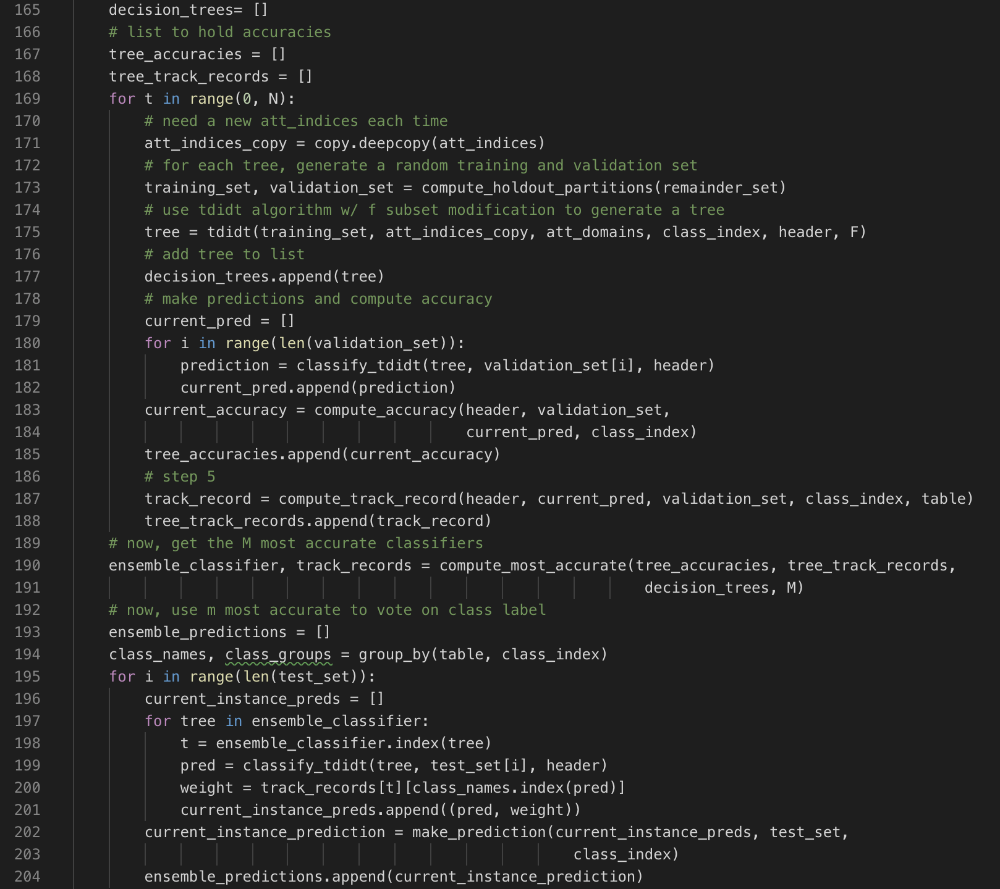 165 decision_trees= []
166 # list to hold accuracies
167 tree_accuracies = []
168 tree_track_records = []
169 for t in range(0, N):
170 # need a new att_indices each time
171 att_indices_copy = copy.deepcopy(att_indices)
172 # for each tree, generate a random training and validation set
173 training_set, validation_set = compute_holdout_partitions(remainder_set)
174 # use tdidt algorithm w/ f subset modification to generate a tree
175 tree = tdidt(training_set, att_indices_copy, att_domains, class_index, header, F)
176 # add tree to list
177 decision_trees.append(tree)
178 # make predictions and compute accuracy
179 current_pred = []
180 for i in range(len(validation_set)):
181 prediction = classify_tdidt(tree, validation_set[i], header)
182 current_pred.append(prediction)
183 current_accuracy = compute_accuracy(header, validation_set,
184 current_pred, class_index)
185 tree_accuracies.append(current_accuracy)
186 # step 5
187 track_record = compute_track_record(header, current_pred, validation_set, class_index, table)
188 tree_track_records.append(track_record)
189 # now, get the M most accurate classifiers
190 ensemble_classifier, track_records = compute_most_accurate(tree_accuracies, tree_track_records,
191 decision_trees, M)
192 # now, use m most accurate to vote on class label
193 ensemble_predictions = []
194 class_names, class_groups = group_by(table, class_index)
195 for i in range(len(test_set)):
196 current_instance_preds = []
197 for tree in ensemble_classifier:
198 t = ensemble_classifier.index(tree)
199 pred = classify_tdidt(tree, test_set[i], header)
200 weight = track_records[t][class_names.index(pred)]
201 current_instance_preds.append((pred, weight))
202 current_instance_prediction = make_prediction(current_instance_preds, test_set,
203 class_index)
204 ensemble_predictions.append(current_instance_prediction)